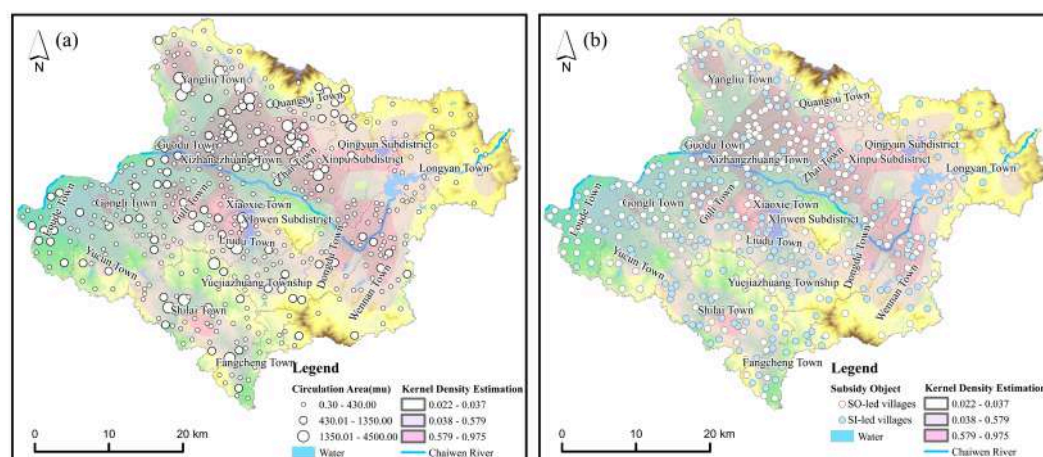 (a)
N
Yangliu Town
Quangou Town
Guodu Town
Qingyun Subdistrict
Xizhangzhuang Town
Zhai Town
Xinpu Subdistrict
Longyan Town
Loude Town
Gongli Town
Guli Town
Xiaoxie Town
XInwen Subdistrict
Liudu Town
Yucun Town
Dongdu Town
Yuejiazhuang Township
Wennan Town
Shilai Town
Fangcheng Town
Legend
Circulation Area(mu)
Kernel Density Estimation
0.30 - 430.00
0.022 - 0.037
430.01 - 1350.00
0.038 - 0.579
1350.01 - 4500.00
0.579 - 0.975
Water
Chaiwen River
0 10 20 km
(b)
N
Yangliu Town
Quangou Town
Guodu Town
Qingyun Subdistrict
Xizhangzhuang Town
Zhai Town
Xinpu Subdistrict
Longyan Town
Loude Town
Gongli Town
Guli Town
Xiaoxie Town
XInwen Subdistrict
Liudu Town
Yucun Town
Dongdu Town
Yuejiazhuang Township
Wennan Town
Shilai Town
Fangcheng Town
Legend
Subsidy Object
Kernel Density Estimation
SO-led villages
0.022 - 0.037
SI-led villages
0.038 - 0.579
Water
0.579 - 0.975
Chaiwen River
0 10 20 km